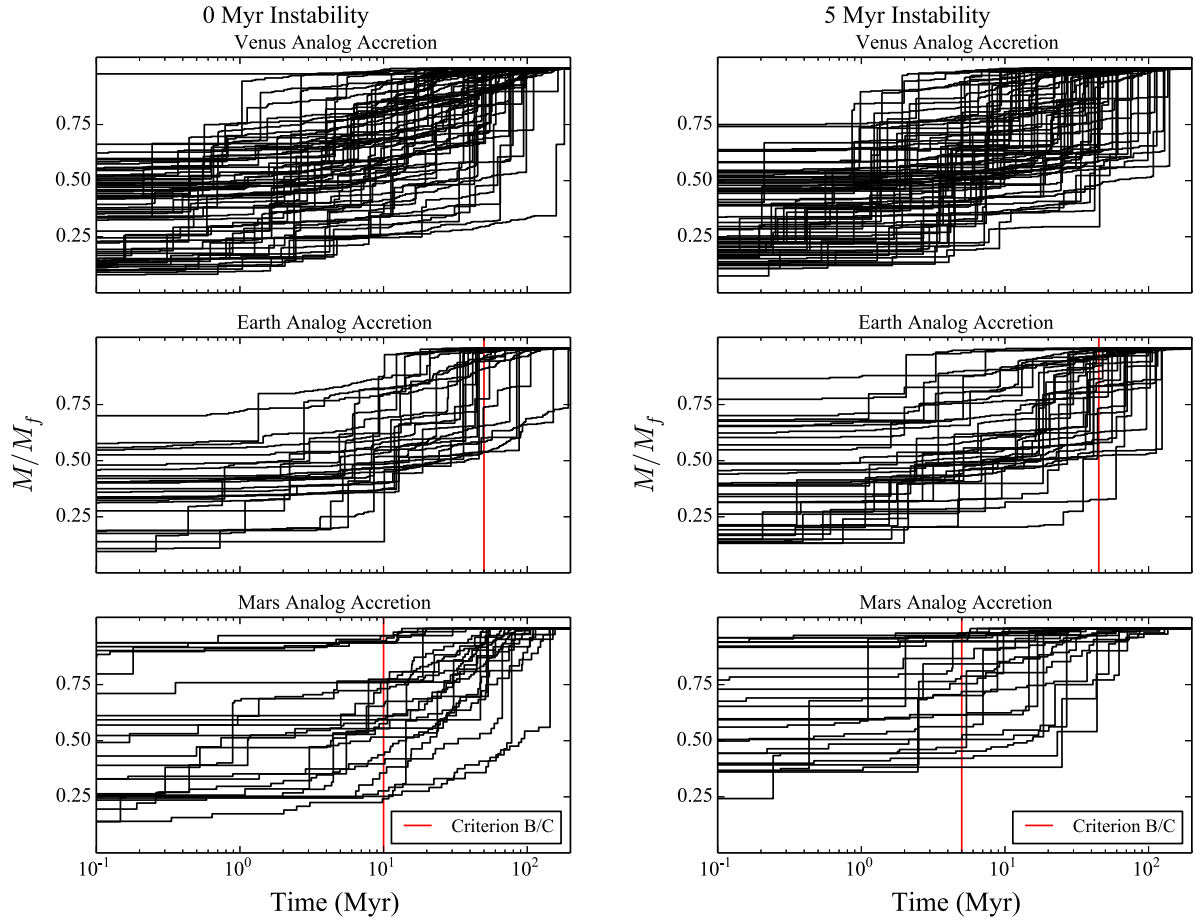 0 Myr Instability
Venus Analog Accretion
0.75
0.50
0.25
Earth Analog Accretion
0.75
0.50
0.25
M/M_f
Mars Analog Accretion
0.75
0.50
0.25
Criterion B/C
10^-1
10^0
10^1
10^2
Time (Myr)
5 Myr Instability
Venus Analog Accretion
0.75
0.50
0.25
Earth Analog Accretion
0.75
0.50
0.25
M/M_f
Mars Analog Accretion
0.75
0.50
0.25
Criterion B/C
10^-1
10^0
10^1
10^2
Time (Myr)